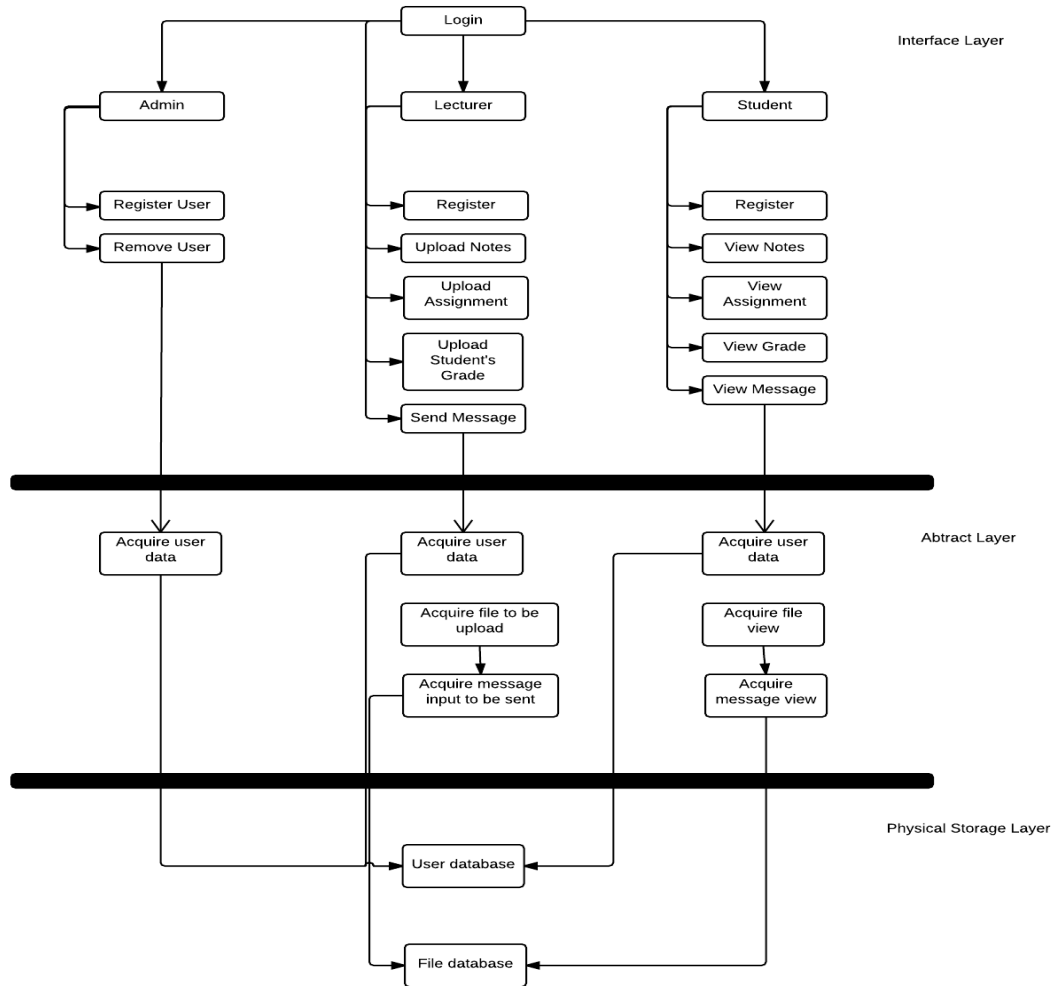 Login
Interface Layer
Admin
Lecturer
Student
Register User
Register
Register
Remove User
Upload Notes
View Notes
Upload
Assignment
View
Assignment
Upload
Student's
Grade
View Grade
Send Message
View Message
Acquire user
data
Acquire user
data
Acquire user
data
Abtract Layer
Acquire file to be
upload
Acquire file
view
Acquire message
input to be sent
Acquire
message view
Physical Storage Layer
User database
File database